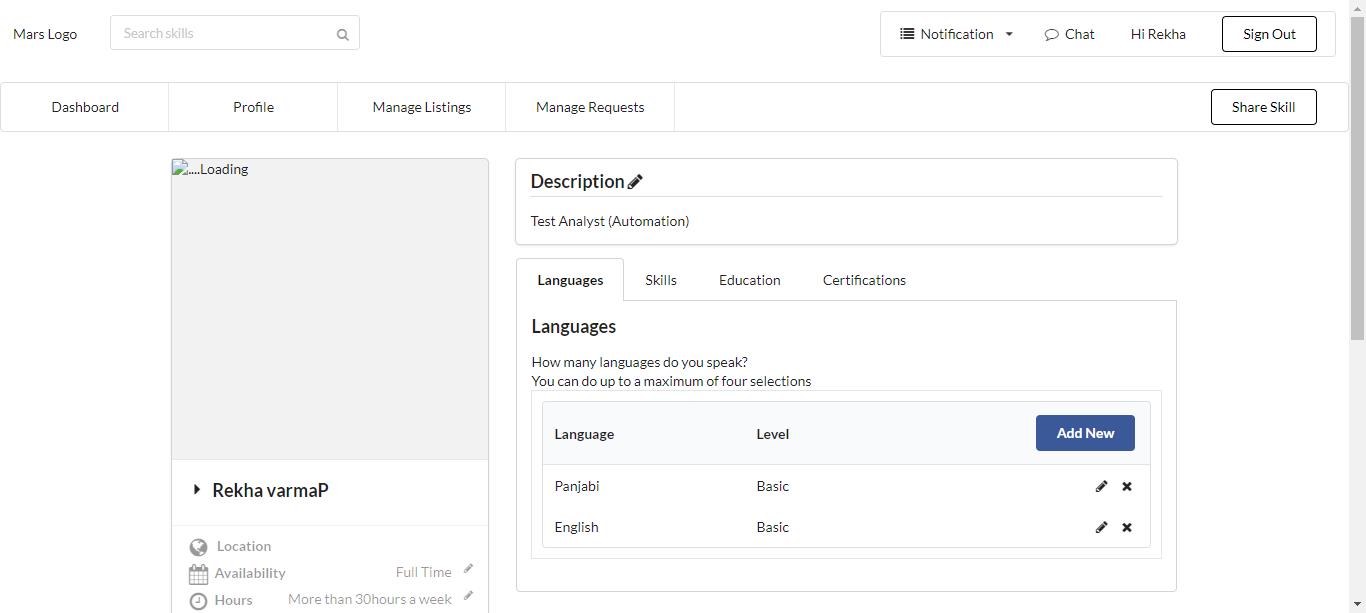 Mars Logo
Search skills
Notification
Chat
Hi Rekha
Sign Out
Dashboard
Profile
Manage Listings
Manage Requests
Share Skill
....Loading
Rekha varmaP
Location
Availability Full Time
Hours More than 30hours a week
Description
Test Analyst (Automation)
Languages Skills Education Certifications
Languages
How many languages do you speak?
You can do up to a maximum of four selections
Language Level Add New
Panjabi Basic
English Basic